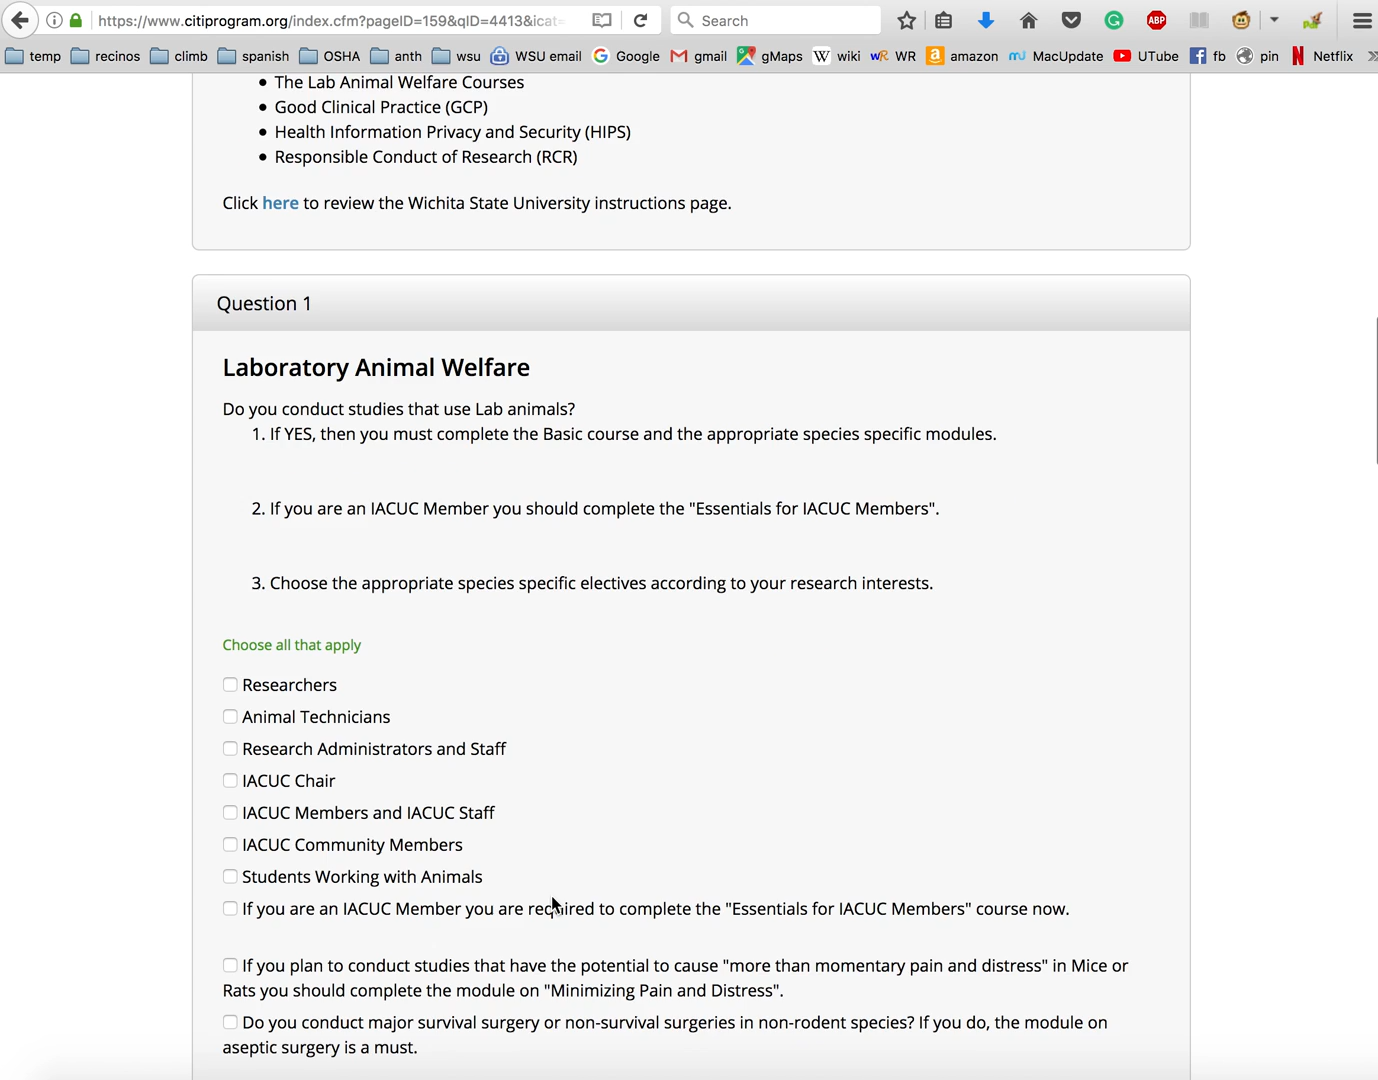 https://www.citiprogram.org/index.cfm?pageID=159&qID=4413&icat=
Search
ABP
temp recinos climb spanish OSHA anth wsu WSU email Google gmail gMaps wiki WR amazon MacUpdate UTube fb pin Netflix
The Lab Animal Welfare Courses
Good Clinical Practice (GCP)
Health Information Privacy and Security (HIPS)
Responsible Conduct of Research (RCR)
Click here to review the Wichita State University instructions page.
Question 1
Laboratory Animal Welfare
Do you conduct studies that use Lab animals?
1. If YES, then you must complete the Basic course and the appropriate species specific modules.
2. If you are an IACUC Member you should complete the "Essentials for IACUC Members".
3. Choose the appropriate species specific electives according to your research interests.
Choose all that apply
Researchers
Animal Technicians
Research Administrators and Staff
IACUC Chair
IACUC Members and IACUC Staff
IACUC Community Members
Students Working with Animals
If you are an IACUC Member you are required to complete the "Essentials for IACUC Members" course now.
If you plan to conduct studies that have the potential to cause "more than momentary pain and distress" in Mice or
Rats you should complete the module on "Minimizing Pain and Distress".
Do you conduct major survival surgery or non-survival surgeries in non-rodent species? If you do, the module on
aseptic surgery is a must.